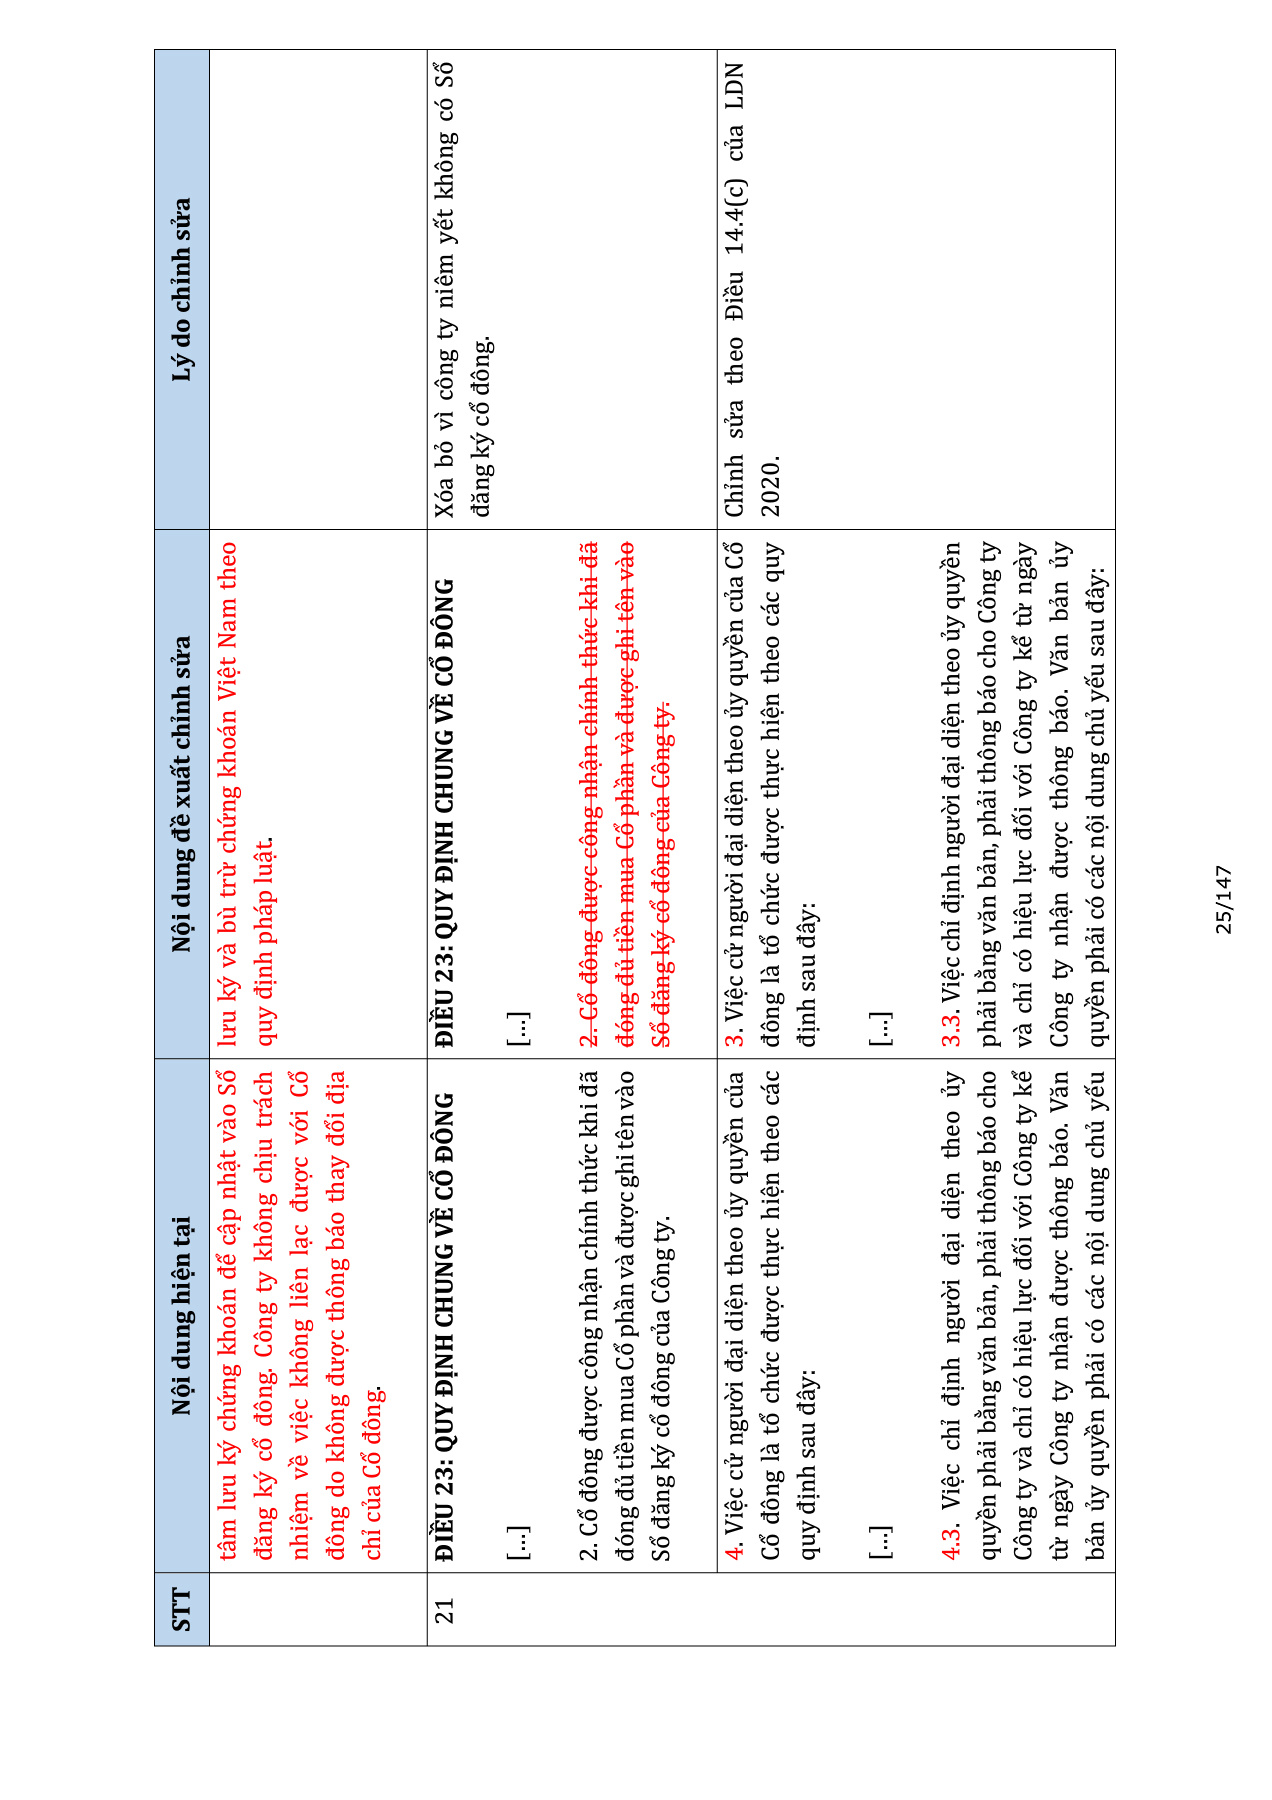 STT
Nội dung hiện tại
Nội dung đề xuất chỉnh sửa
Lý do chỉnh sửa
tâm lưu ký chứng khoán để cập nhật vào Sổ
đăng ký cổ đông. Công ty không chịu trách
nhiệm về việc không liên lạc được với Cổ
đông do không được thông báo thay đổi địa
chỉ của Cổ đông.
lưu ký và bù trừ chứng khoán Việt Nam theo
quy định pháp luật.
21
ĐIỀU 23: QUY ĐỊNH CHUNG VỀ CỔ ĐÔNG
[...]
2. Cổ đông được công nhận chính thức khi đã
đóng đủ tiền mua Cổ phần và được ghi tên vào
Sổ đăng ký cổ đông của Công ty.
ĐIỀU 23: QUY ĐỊNH CHUNG VỀ CỔ ĐÔNG
[...]
2. Cổ đông được công nhận chính thức khi đã
đóng đủ tiền mua Cổ phần và được ghi tên vào
Sổ đăng ký cổ đông của Công ty.
Xóa bỏ vì công ty niêm yết không có Sổ
đăng ký cổ đông.
4. Việc cử người đại diện theo ủy quyền của
Cổ đông là tổ chức được thực hiện theo các
quy định sau đây:
[...]
4.3. Việc chỉ định người đại diện theo ủy
quyền phải bằng văn bản, phải thông báo cho
Công ty và chỉ có hiệu lực đối với Công ty kể
từ ngày Công ty nhận được thông báo. Văn
bản ủy quyền phải có các nội dung chủ yếu
3. Việc cử người đại diện theo ủy quyền của Cổ
đông là tổ chức được thực hiện theo các quy
định sau đây:
[...]
3.3. Việc chỉ định người đại diện theo ủy quyền
phải bằng văn bản, phải thông báo cho Công ty
và chỉ có hiệu lực đối với Công ty kể từ ngày
Công ty nhận được thông báo. Văn bản ủy
quyền phải có các nội dung chủ yếu sau đây:
Chỉnh sửa theo Điều 14.4(c) của LDN
2020.
25/147